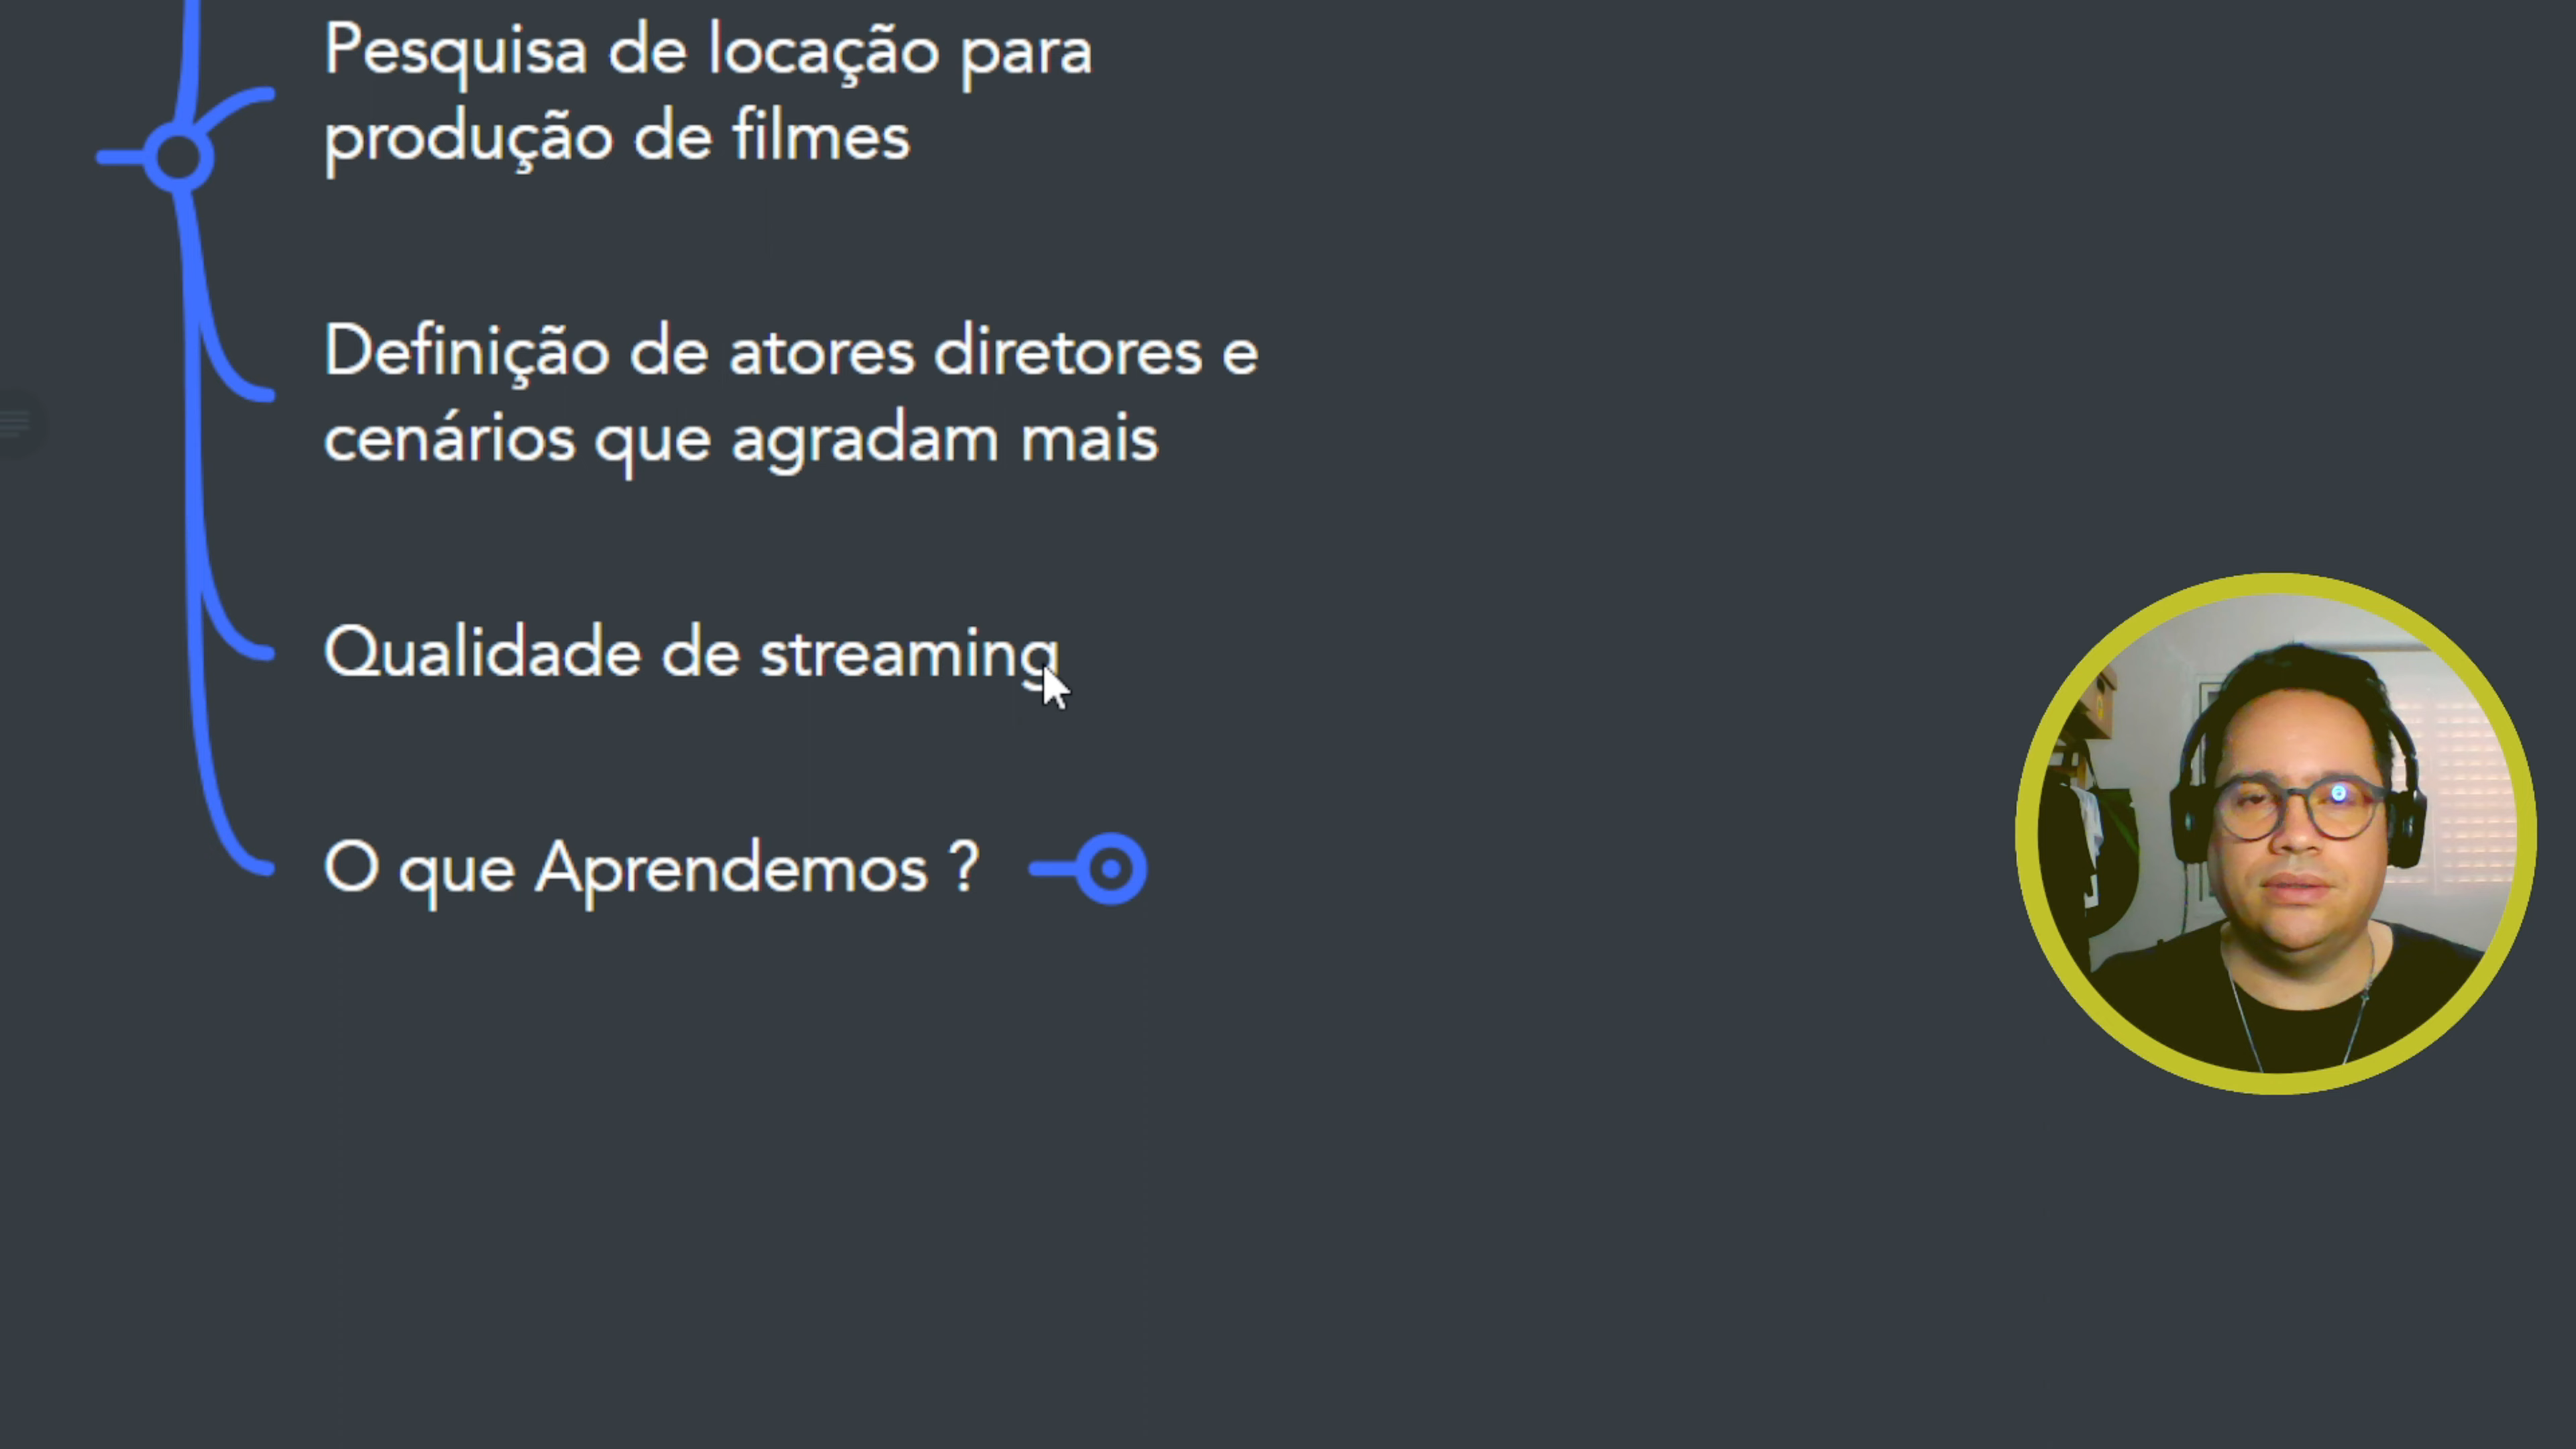 Pesquisa de locação para
produção de filmes
Definição de atores diretores e
cenários que agradam mais
Qualidade de streaming
O que Aprendemos ?